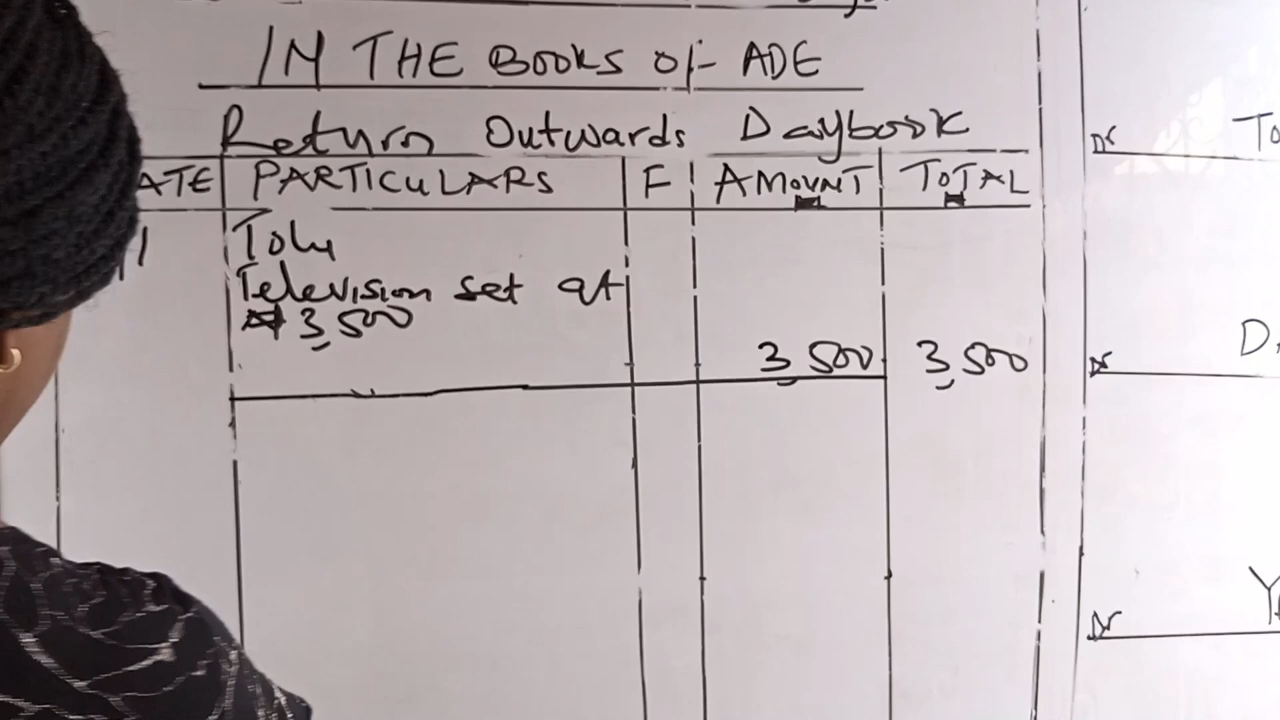 IN THE BOOKS OF ADE
Return Outwards Daybook
ATE PARTICULARS F AMOUNT TOTAL
₦ ₦
Tolu
Television set at
₦ 3,500
3,500 3,500
Dr To
Dr
Dr